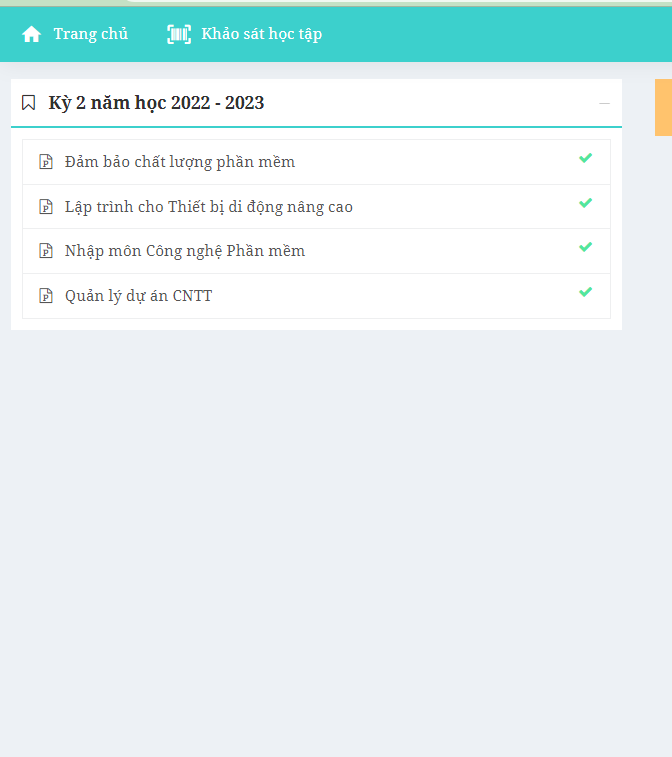 Trang chủ Khảo sát học tập
Kỳ 2 năm học 2022 - 2023
Đảm bảo chất lượng phần mềm
Lập trình cho Thiết bị di động nâng cao
Nhập môn Công nghệ Phần mềm
Quản lý dự án CNTT